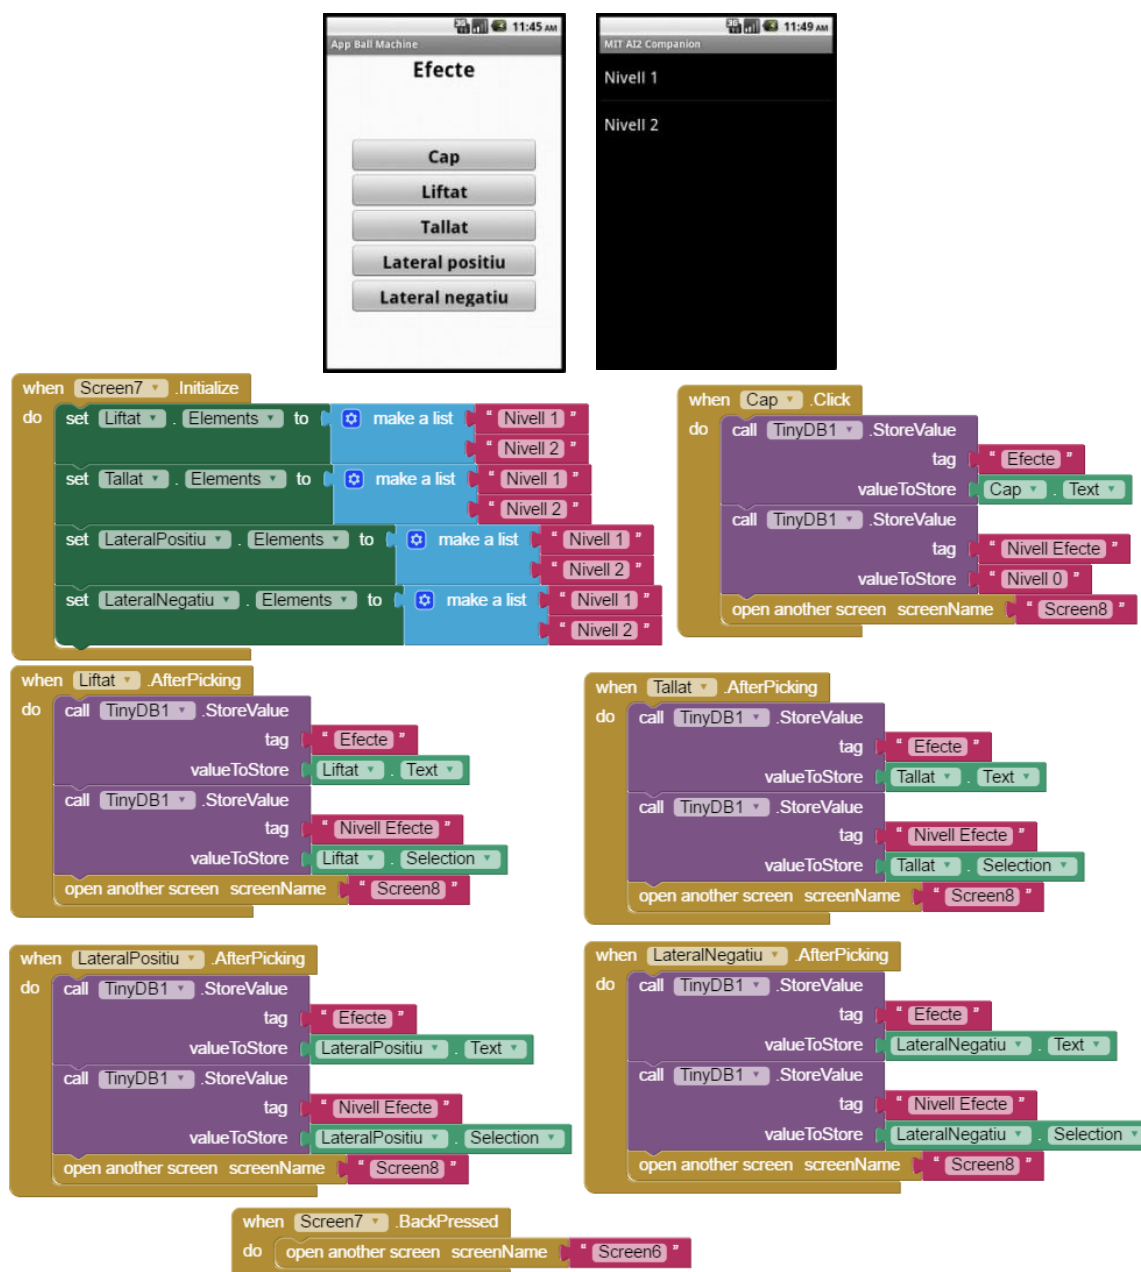 3G 11:45 AM
App Ball Machine
Efecte
Cap
Liftat
Tallat
Lateral positiu
Lateral negatiu
3G 11:49 AM
MIT AI2 Companion
Nivell 1
Nivell 2
when Screen7 .Initialize
do set Liftat . Elements to make a list " Nivell 1 "
" Nivell 2 "
set Tallat . Elements to make a list " Nivell 1 "
" Nivell 2 "
set LateralPositiu . Elements to make a list " Nivell 1 "
" Nivell 2 "
set LateralNegatiu . Elements to make a list " Nivell 1 "
" Nivell 2 "
when Cap .Click
do call TinyDB1 .StoreValue
tag " Efecte "
valueToStore Cap . Text
call TinyDB1 .StoreValue
tag " Nivell Efecte "
valueToStore " Nivell 0 "
open another screen screenName " Screen8 "
when Liftat .AfterPicking
do call TinyDB1 .StoreValue
tag " Efecte "
valueToStore Liftat . Text
call TinyDB1 .StoreValue
tag " Nivell Efecte "
valueToStore Liftat . Selection
open another screen screenName " Screen8 "
when Tallat .AfterPicking
do call TinyDB1 .StoreValue
tag " Efecte "
valueToStore Tallat . Text
call TinyDB1 .StoreValue
tag " Nivell Efecte "
valueToStore Tallat . Selection
open another screen screenName " Screen8 "
when LateralPositiu .AfterPicking
do call TinyDB1 .StoreValue
tag " Efecte "
valueToStore LateralPositiu . Text
call TinyDB1 .StoreValue
tag " Nivell Efecte "
valueToStore LateralPositiu . Selection
open another screen screenName " Screen8 "
when LateralNegatiu .AfterPicking
do call TinyDB1 .StoreValue
tag " Efecte "
valueToStore LateralNegatiu . Text
call TinyDB1 .StoreValue
tag " Nivell Efecte "
valueToStore LateralNegatiu . Selection
open another screen screenName " Screen8 "
when Screen7 .BackPressed
do open another screen screenName " Screen6 "